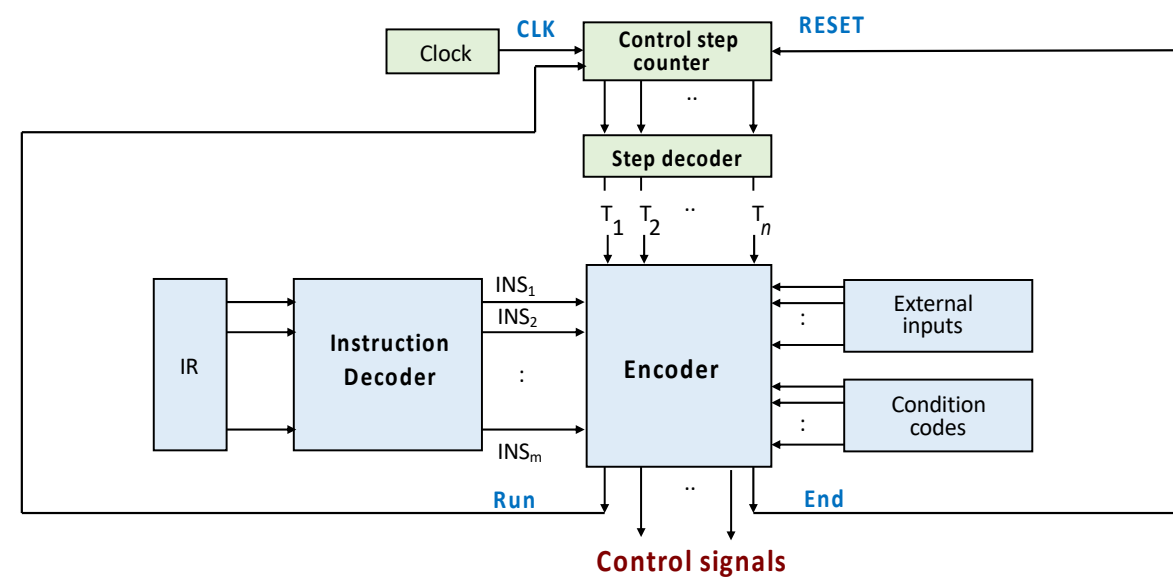 CLK
RESET
Clock
Control step
counter
..
Step decoder
T1 T2 .. Tn
IR
Instruction
Decoder
INS1
INS2
:
INSm
Encoder
External
inputs
:
Condition
codes
:
Run
..
End
Control signals